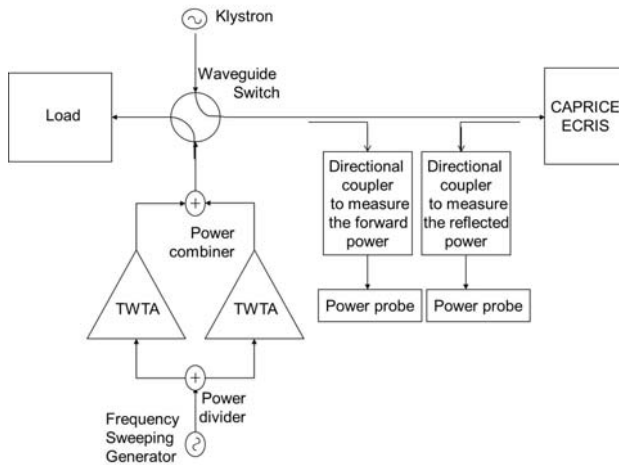 Klystron
Waveguide
Switch
Load
CAPRICE
ECRIS
Directional
coupler
to measure
the forward
power
Directional
coupler
to measure
the reflected
power
Power
combiner
TWTA
TWTA
Power probe
Power probe
Power
divider
Frequency
Sweeping
Generator